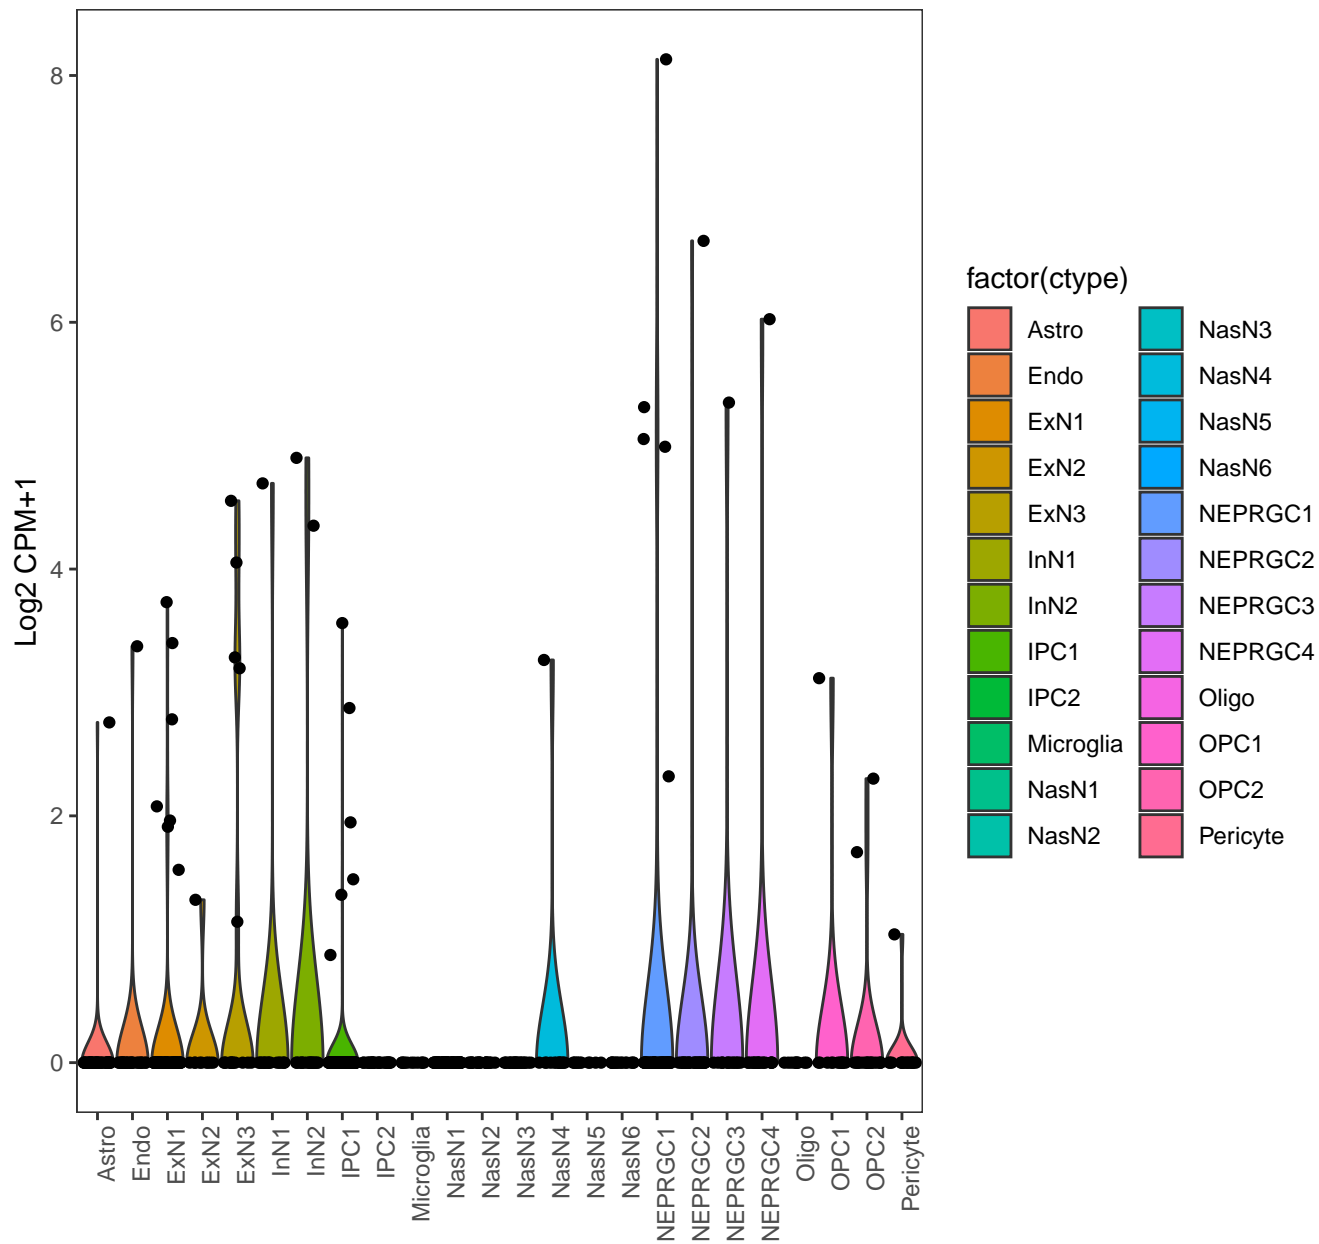 8
6
4
2
0
Log2 CPM+1
Astro
Endo
ExN1
ExN2
ExN3
InN1
InN2
IPC1
IPC2
Microglia
NasN1
NasN2
NasN3
NasN4
NasN5
NasN6
NEPRGC1
NEPRGC2
NEPRGC3
NEPRGC4
Oligo
OPC1
OPC2
Pericyte
factor(ctype)
Astro
Endo
ExN1
ExN2
ExN3
InN1
InN2
IPC1
IPC2
Microglia
NasN1
NasN2
NasN3
NasN4
NasN5
NasN6
NEPRGC1
NEPRGC2
NEPRGC3
NEPRGC4
Oligo
OPC1
OPC2
Pericyte